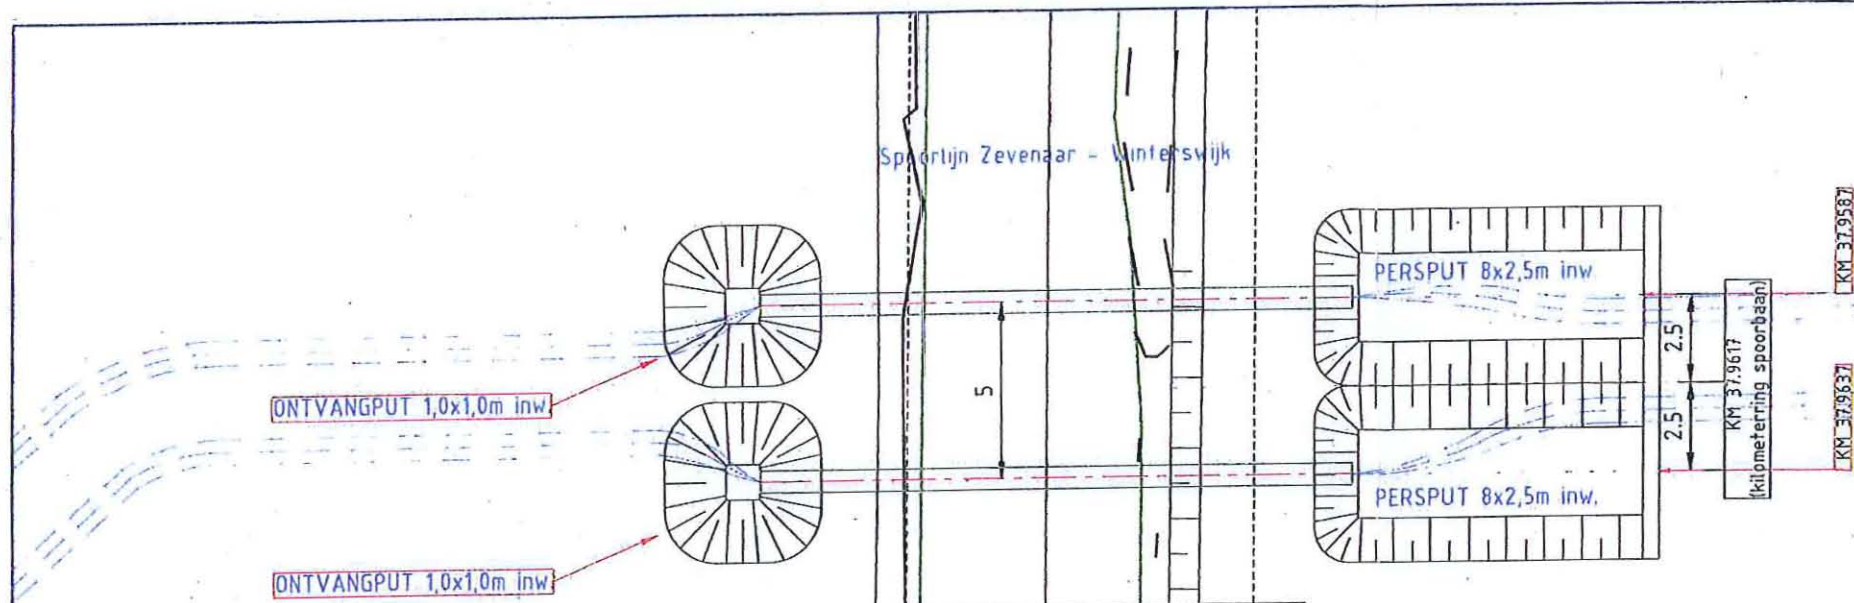 Spoorlijn Zevenaar - Winterswijk
PERSPUT 8x2,5m inw.
KM 37.9587
2.5
KM 37.9617
(kilometering spoorbaan)
5
ONTVANGPUT 1,0x1,0m inw.
2.5
KM 37.9637
PERSPUT 8x2,5m inw.
ONTVANGPUT 1,0x1,0m inw.